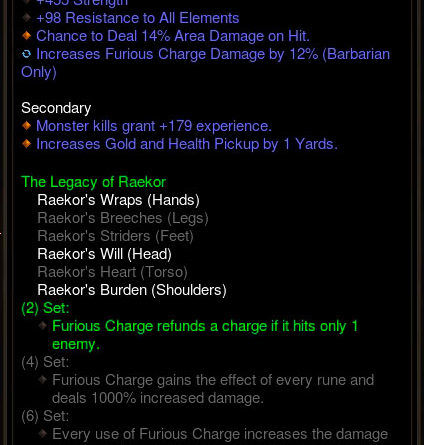 +455 Strength
+98 Resistance to All Elements
Chance to Deal 14% Area Damage on Hit.
Increases Furious Charge Damage by 12% (Barbarian
Only)
Secondary
Monster kills grant +179 experience.
Increases Gold and Health Pickup by 1 Yards.
The Legacy of Raekor
Raekor's Wraps (Hands)
Raekor's Breeches (Legs)
Raekor's Striders (Feet)
Raekor's Will (Head)
Raekor's Heart (Torso)
Raekor's Burden (Shoulders)
(2) Set:
Furious Charge refunds a charge if it hits only 1
enemy.
(4) Set:
Furious Charge gains the effect of every rune and
deals 1000% increased damage.
(6) Set:
Every use of Furious Charge increases the damage